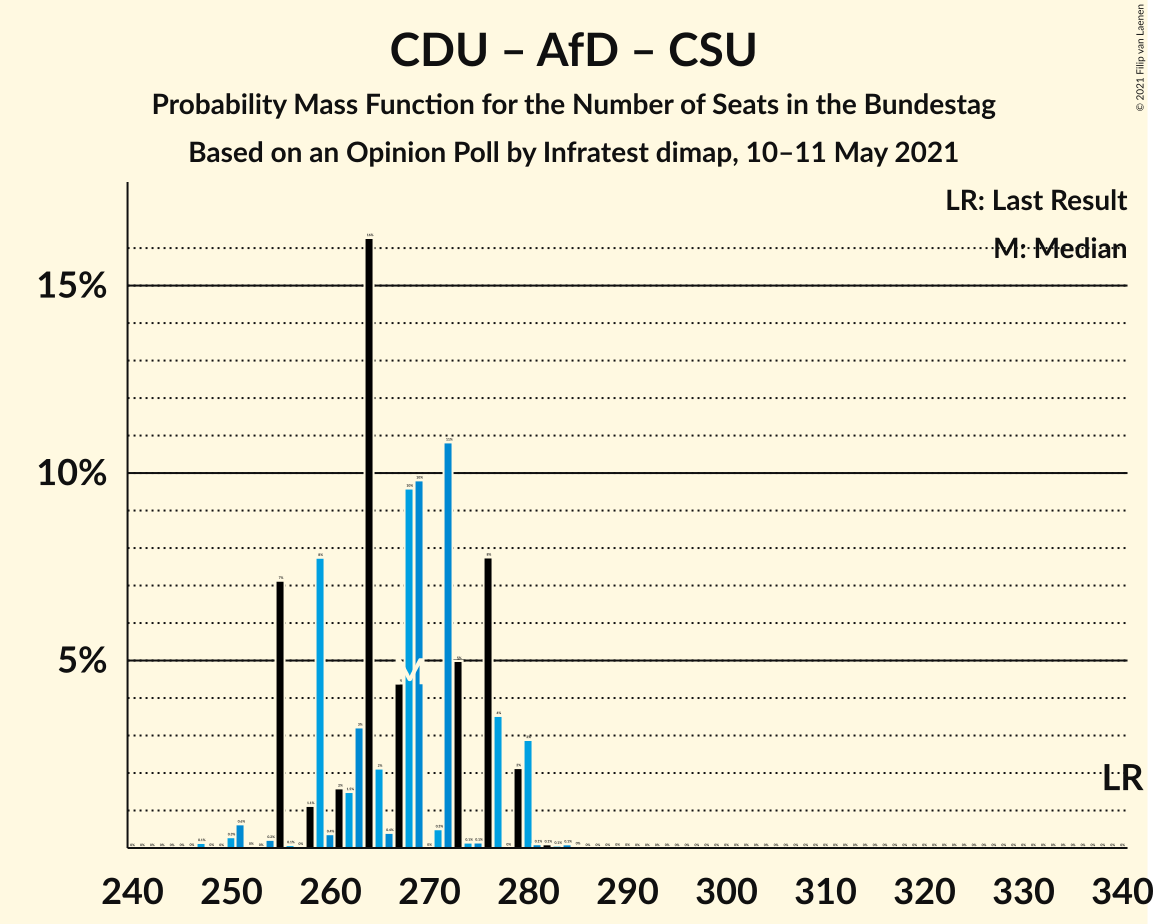 CDU – AfD – CSU
Probability Mass Function for the Number of Seats in the Bundestag
Based on an Opinion Poll by Infratest dimap, 10–11 May 2021
© 2021 Filip van Laenen
LR: Last Result
M: Median
15%
10%
5%
M
LR
240 250 260 270 280 290 300 310 320 330 340